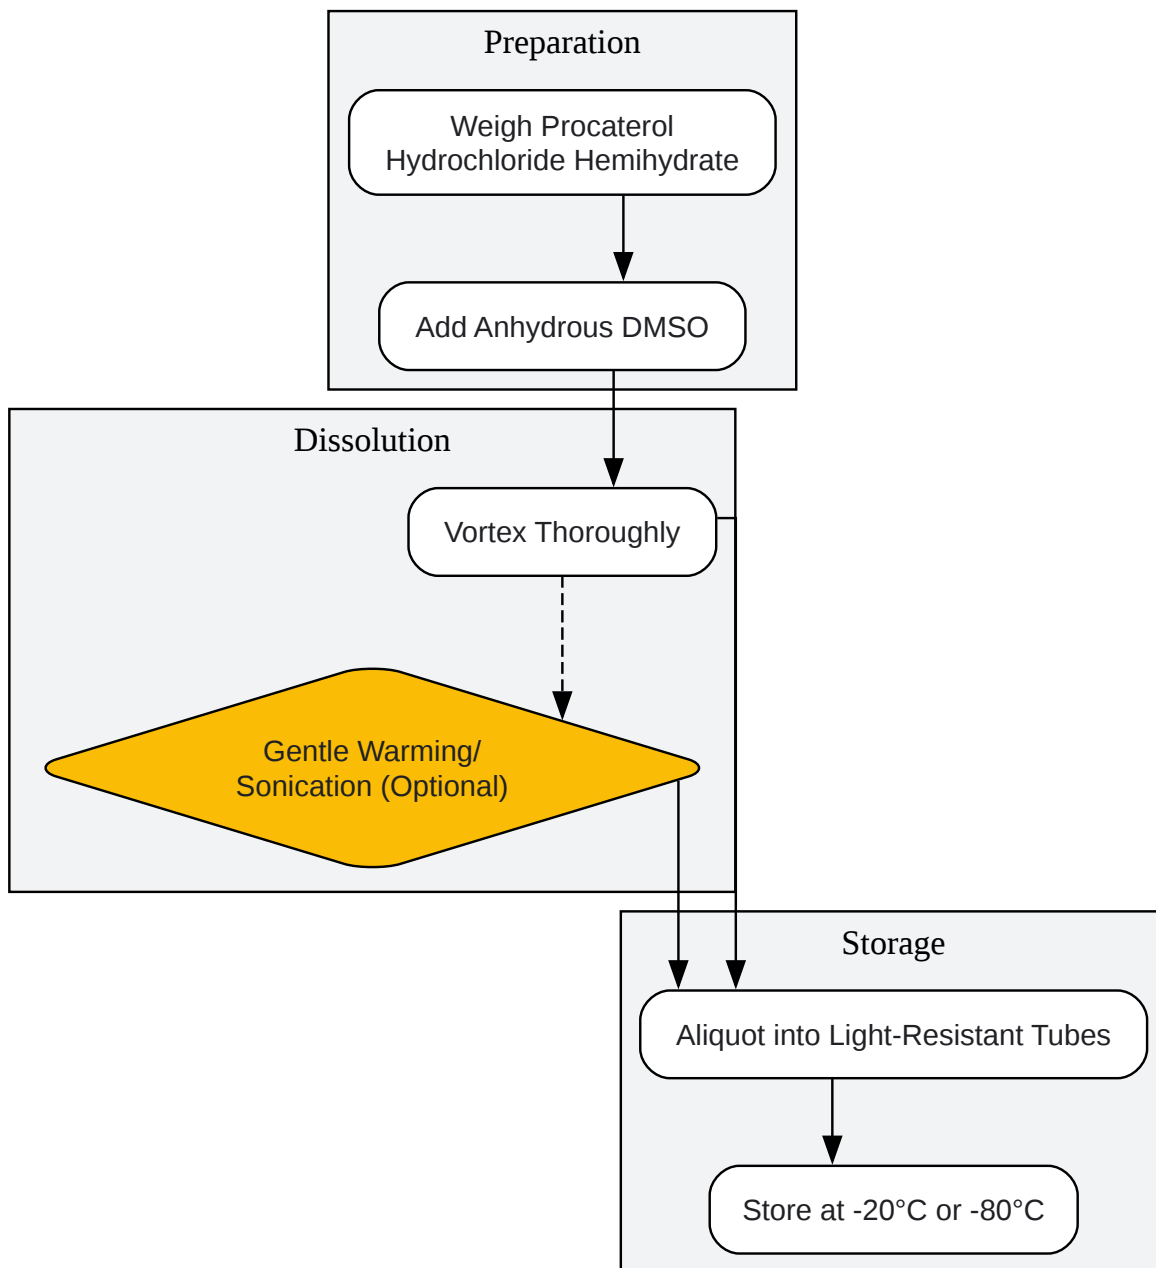 Preparation
Weigh Procaterol
Hydrochloride Hemihydrate
Add Anhydrous DMSO
Dissolution
Vortex Thoroughly
Gentle Warming/
Sonication (Optional)
Storage
Aliquot into Light-Resistant Tubes
Store at -20°C or -80°C